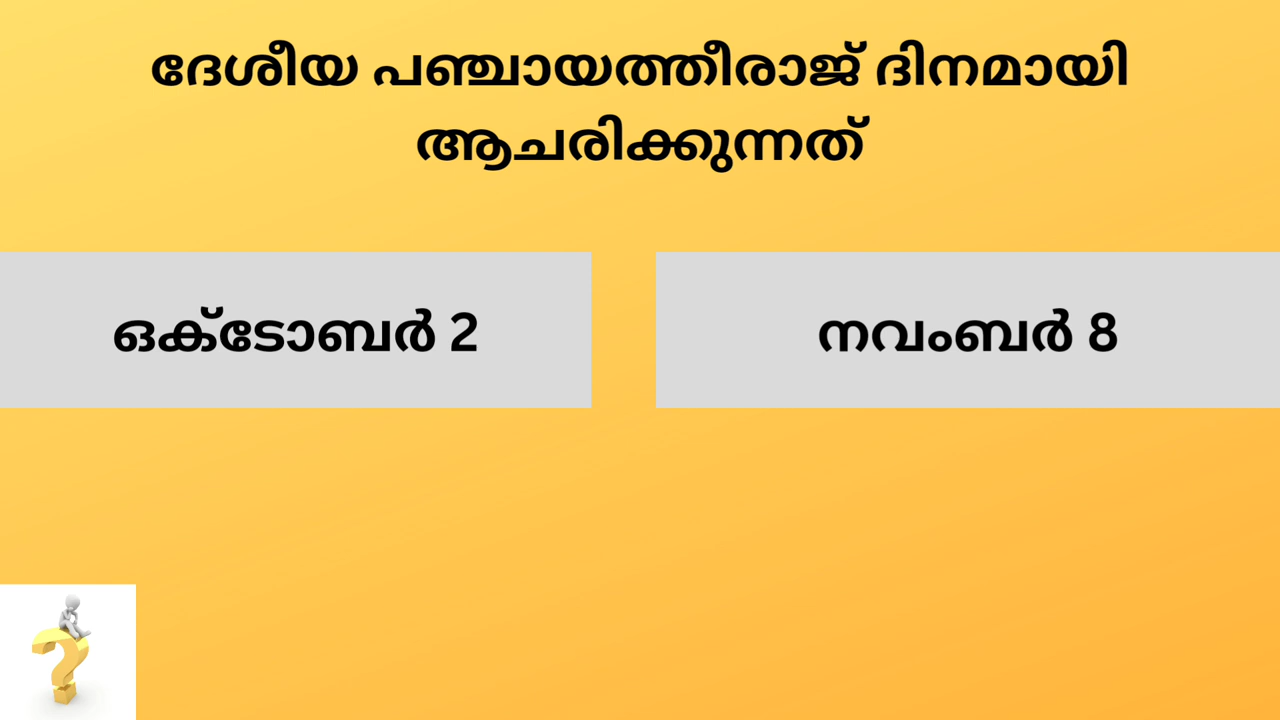 ദേശീയ പഞ്ചായത്തീരാജ് ദിനമായി
ആചരിക്കുന്നത്
ഒക്ടോബർ 2
നവംബർ 8